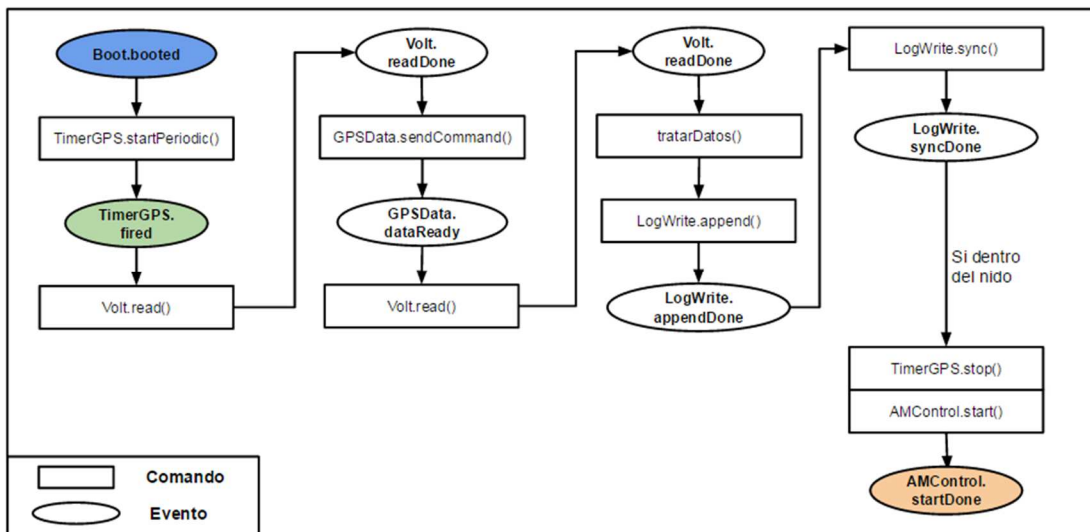 Boot.booted
TimerGPS.startPeriodic()
TimerGPS.
fired
Volt.read()
Volt.
readDone
GPSData.sendCommand()
GPSData.
dataReady
Volt.read()
Volt.
readDone
tratarDatos()
LogWrite.append()
LogWrite.
appendDone
LogWrite.sync()
LogWrite.
syncDone
Si dentro
del nido
TimerGPS.stop()
AMControl.start()
AMControl.
startDone
Comando
Evento